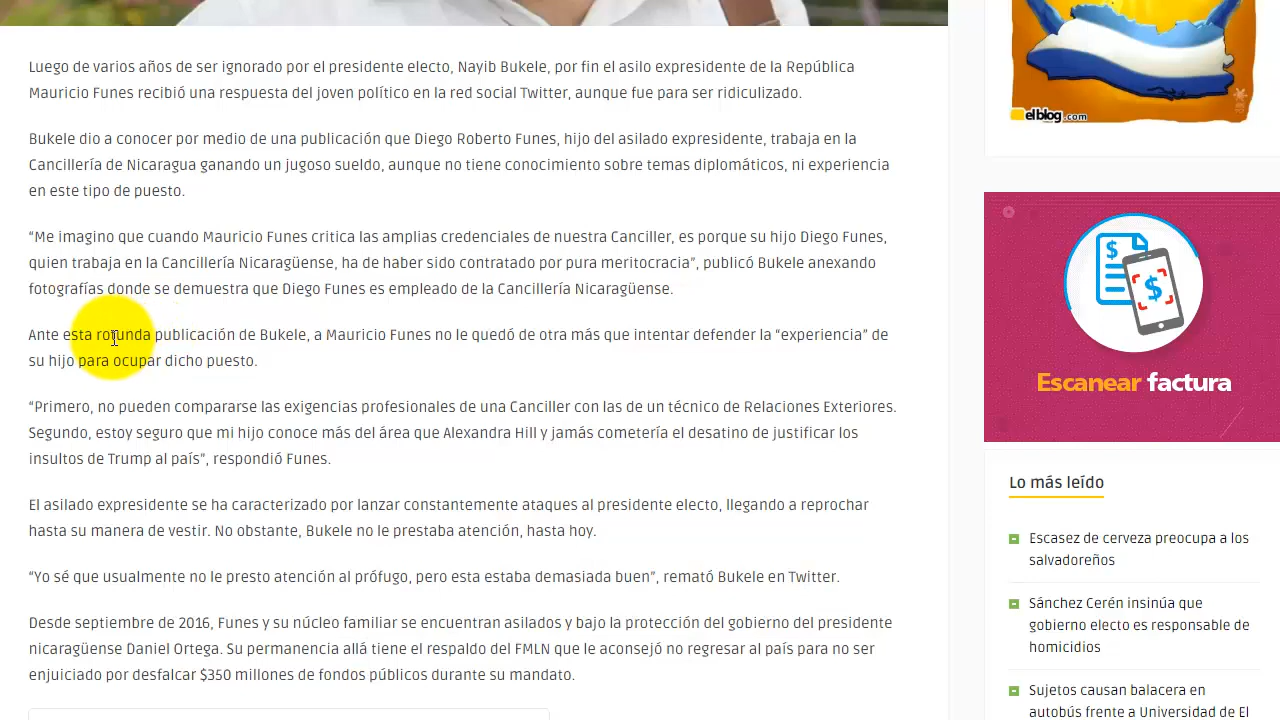 Luego de varios años de ser ignorado por el presidente electo, Nayib Bukele, por fin el asilo expresidente de la República
Mauricio Funes recibió una respuesta del joven político en la red social Twitter, aunque fue para ser ridiculizado.
Bukele dio a conocer por medio de una publicación que Diego Roberto Funes, hijo del asilado expresidente, trabaja en la
Cancillería de Nicaragua ganando un jugoso sueldo, aunque no tiene conocimiento sobre temas diplomáticos, ni experiencia
en este tipo de puesto.
“Me imagino que cuando Mauricio Funes critica las amplias credenciales de nuestra Canciller, es porque su hijo Diego Funes,
quien trabaja en la Cancillería Nicaragüense, ha de haber sido contratado por pura meritocracia”, publicó Bukele anexando
fotografías donde se demuestra que Diego Funes es empleado de la Cancillería Nicaragüense.
Ante esta rotunda publicación de Bukele, a Mauricio Funes no le quedó de otra más que intentar defender la “experiencia” de
su hijo para ocupar dicho puesto.
“Primero, no pueden compararse las exigencias profesionales de una Canciller con las de un técnico de Relaciones Exteriores.
Segundo, estoy seguro que mi hijo conoce más del área que Alexandra Hill y jamás cometería el desatino de justificar los
insultos de Trump al país”, respondió Funes.
El asilado expresidente se ha caracterizado por lanzar constantemente ataques al presidente electo, llegando a reprochar
hasta su manera de vestir. No obstante, Bukele no le prestaba atención, hasta hoy.
“Yo sé que usualmente no le presto atención al prófugo, pero esta estaba demasiada buen”, remató Bukele en Twitter.
Desde septiembre de 2016, Funes y su núcleo familiar se encuentran asilados y bajo la protección del gobierno del presidente
nicaragüense Daniel Ortega. Su permanencia allá tiene el respaldo del FMLN que le aconsejó no regresar al país para no ser
enjuiciado por desfalcar $350 millones de fondos públicos durante su mandato.
elblog.com
$
$
Escanear factura
Lo más leído
Escasez de cerveza preocupa a los
salvadoreños
Sánchez Cerén insinúa que
gobierno electo es responsable de
homicidios
Sujetos causan balacera en
autobús frente a Universidad de El